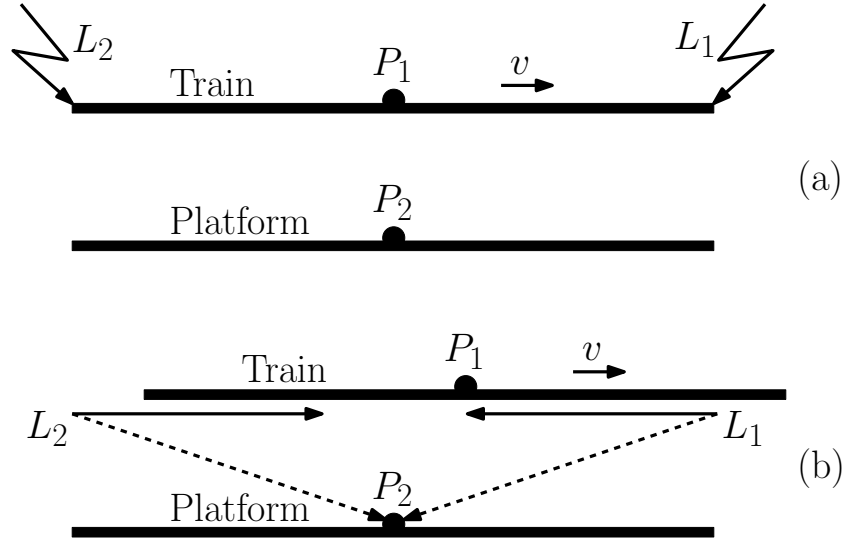 L2
L1
P1
v
Train
(a)
P2
Platform
P1
v
Train
L2
L1
(b)
P2
Platform